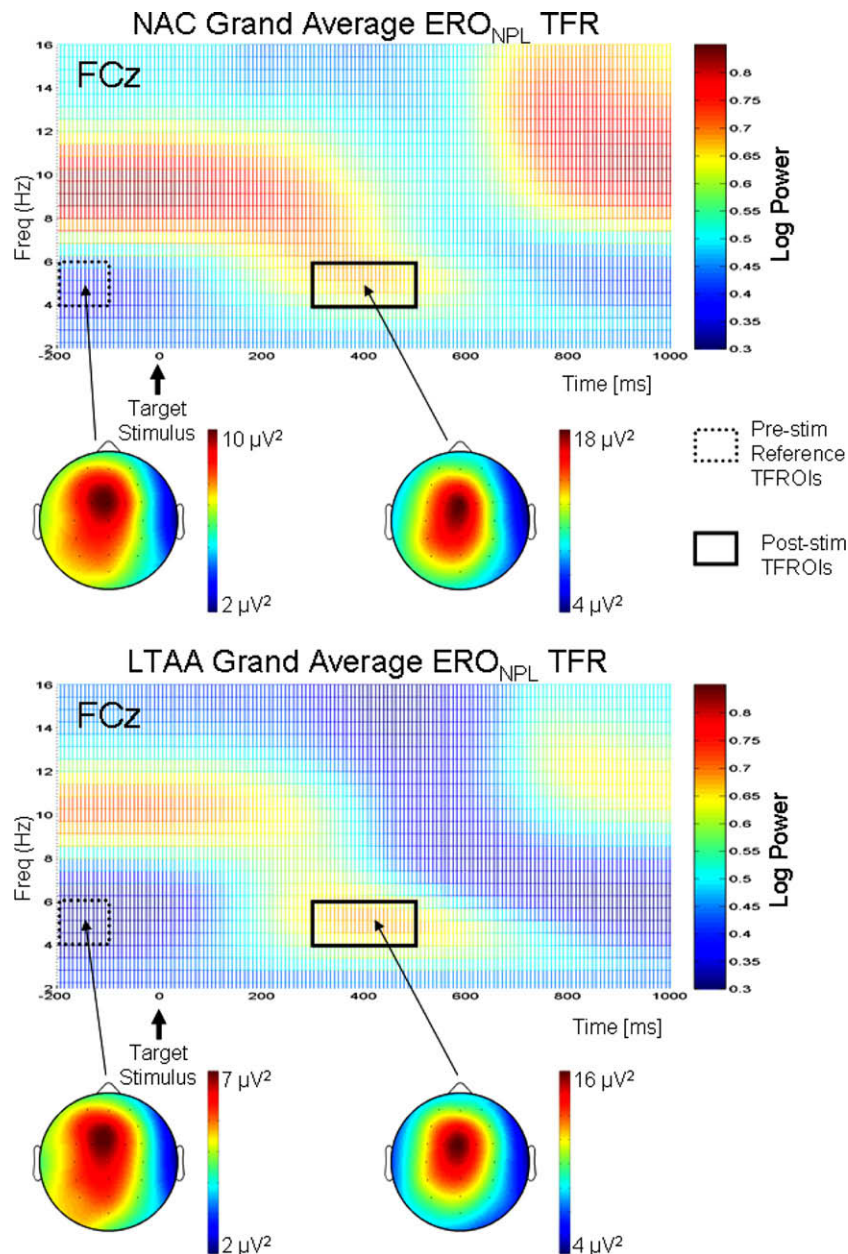 NAC Grand Average ERO_NPL TFR
FCz
Freq (Hz)
16
14
12
10
8
6
4
2
-200
0
200
400
600
800
1000
Time [ms]
0.8
0.75
0.7
0.65
0.6
0.55
0.5
0.45
0.4
0.35
0.3
Log Power
Target
Stimulus
10 µV²
2 µV²
18 µV²
4 µV²
Pre-stim
Reference
TFROIs
Post-stim
TFROIs
LTAA Grand Average ERO_NPL TFR
FCz
Freq (Hz)
16
14
12
10
8
6
4
2
-200
0
200
400
600
800
1000
Time [ms]
0.8
0.75
0.7
0.65
0.6
0.55
0.5
0.45
0.4
0.35
0.3
Log Power
Target
Stimulus
7 µV²
2 µV²
16 µV²
4 µV²